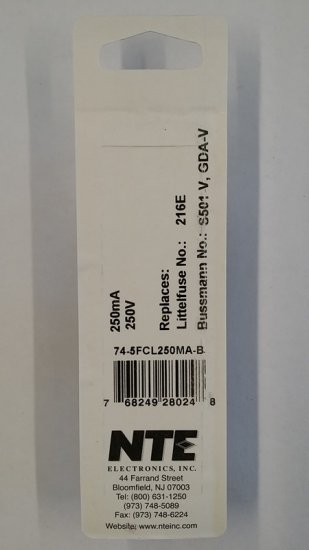 250mA
250V
Replaces:
Littelfuse No.: 216E
Bussmann No.: S501-V, GDA-V
74-5FCL250MA-B
7 68249 28024 8
NTE
ELECTRONICS, INC.
44 Farrand Street
Bloomfield, NJ 07003
Tel: (800) 631-1250
(973) 748-5089
Fax: (973) 748-6224
Website: www.nteinc.com